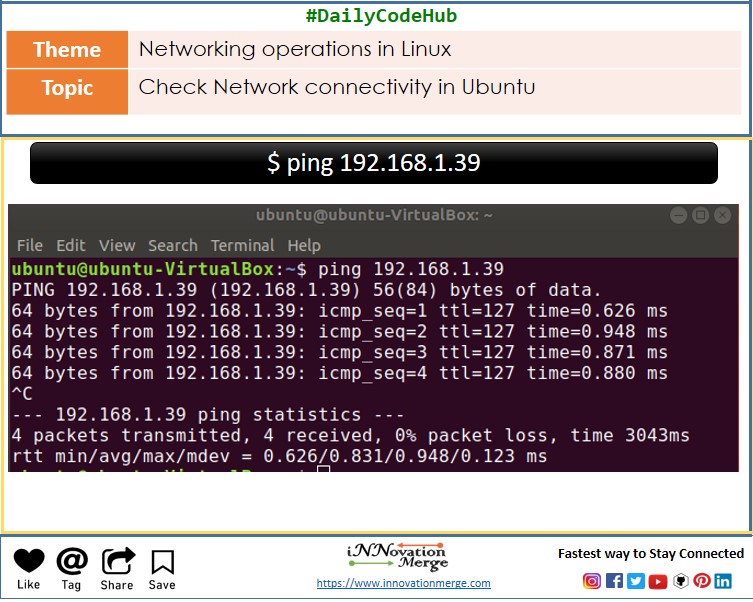 #DailyCodeHub
Theme Networking operations in Linux
Topic Check Network connectivity in Ubuntu
$ ping 192.168.1.39
ubuntu@ubuntu-VirtualBox: ~
File Edit View Search Terminal Help
ubuntu@ubuntu-VirtualBox:~$ ping 192.168.1.39
PING 192.168.1.39 (192.168.1.39) 56(84) bytes of data.
64 bytes from 192.168.1.39: icmp_seq=1 ttl=127 time=0.626 ms
64 bytes from 192.168.1.39: icmp_seq=2 ttl=127 time=0.948 ms
64 bytes from 192.168.1.39: icmp_seq=3 ttl=127 time=0.871 ms
64 bytes from 192.168.1.39: icmp_seq=4 ttl=127 time=0.880 ms
^C
--- 192.168.1.39 ping statistics ---
4 packets transmitted, 4 received, 0% packet loss, time 3043ms
rtt min/avg/max/mdev = 0.626/0.831/0.948/0.123 ms
Like Tag Share Save
iNNovation
Merge
https://www.innovationmerge.com
Fastest way to Stay Connected